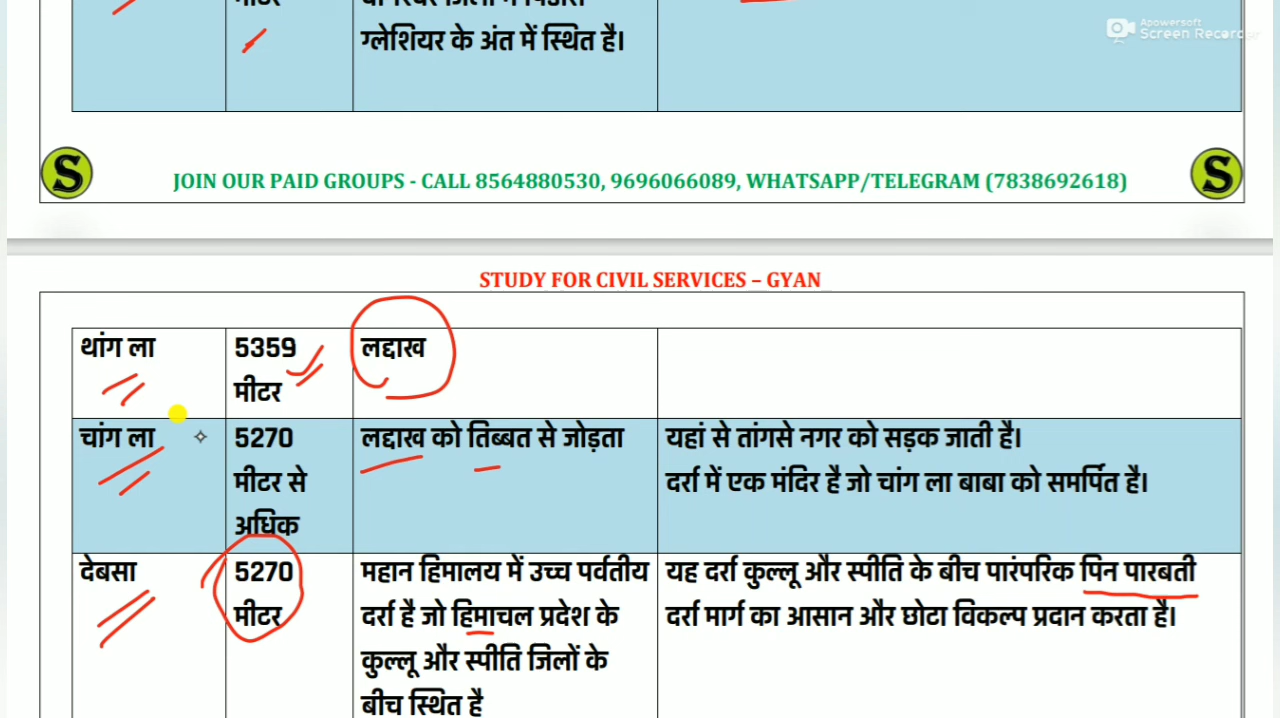 Apowersoft
Screen Recorder
ग्लेशियर के अंत में स्थित है।
S
JOIN OUR PAID GROUPS - CALL 8564880530, 9696066089, WHATSAPP/TELEGRAM (7838692618)
S
STUDY FOR CIVIL SERVICES – GYAN
थांग ला
5359
मीटर
लद्दाख
चांग ला
5270
मीटर से
अधिक
लद्दाख को तिब्बत से जोड़ता
यहां से तांगसे नगर को सड़क जाती है।
दर्रा में एक मंदिर है जो चांग ला बाबा को समर्पित है।
देबसा
5270
मीटर
महान हिमालय में उच्च पर्वतीय
दर्रा है जो हिमाचल प्रदेश के
कुल्लू और स्पीति जिलों के
बीच स्थित है
यह दर्रा कुल्लू और स्पीति के बीच पारंपरिक पिन पारबती
दर्रा मार्ग का आसान और छोटा विकल्प प्रदान करता है।